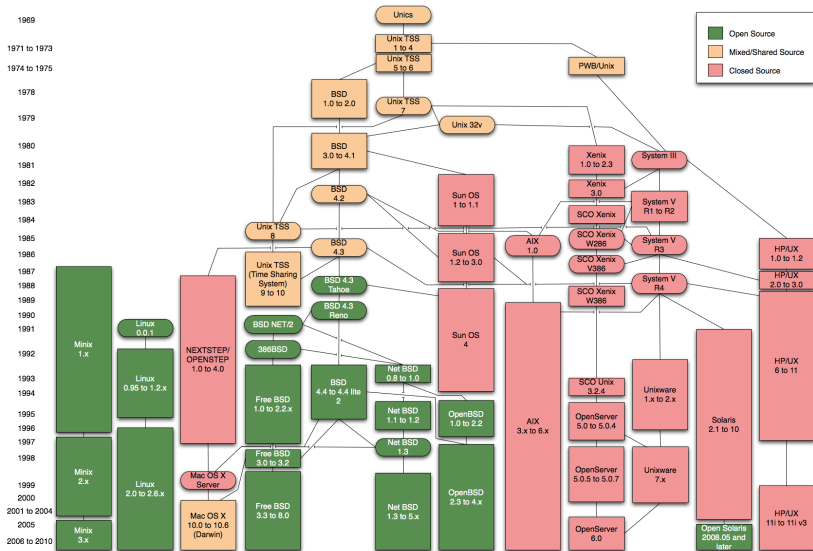 1969
1971 to 1973
1974 to 1975
1978
1979
1980
1981
1982
1983
1984
1985
1986
1987
1988
1989
1990
1991
1992
1993
1994
1995
1996
1997
1998
1999
2000
2001 to 2004
2005
2006 to 2010
Open Source
Mixed/Shared Source
Closed Source
Unics
Unix TSS
1 to 4
Unix TSS
5 to 6
PWB/Unix
BSD
1.0 to 2.0
Unix TSS
7
Unix 32v
BSD
3.0 to 4.1
Xenix
1.0 to 2.3
System III
Xenix
3.0
BSD
4.2
Sun OS
1 to 1.1
System V
R1 to R2
SCO Xenix
Unix TSS
8
BSD
4.3
Sun OS
1.2 to 3.0
AIX
1.0
SCO Xenix
W286
System V
R3
HP/UX
1.0 to 1.2
Unix TSS
(Time Sharing
System)
9 to 10
SCO Xenix
V386
BSD 4.3
Tahoe
System V
R4
HP/UX
2.0 to 3.0
SCO Xenix
W386
BSD 4.3
Reno
Linux
0.0.1
BSD NET/2
Sun OS
4
Minix
1.x
386BSD
NEXTSTEP/
OPENSTEP
1.0 to 4.0
HP/UX
6 to 11
Linux
0.95 to 1.2.x
Net BSD
0.8 to 1.0
BSD
4.4 to 4.4 lite
2
SCO Unix
3.2.4
Unixware
1.x to 2.x
Free BSD
1.0 to 2.2.x
Net BSD
1.1 to 1.2
OpenBSD
1.0 to 2.2
OpenServer
5.0 to 5.0.4
AIX
3.x to 6.x
Solaris
2.1 to 10
Net BSD
1.3
Free BSD
3.0 to 3.2
Minix
2.x
Linux
2.0 to 2.6.x
Mac OS X
Server
OpenServer
5.0.5 to 5.0.7
Unixware
7.x
Mac OS X
10.0 to 10.6
(Darwin)
Free BSD
3.3 to 8.0
Net BSD
1.3 to 5.x
OpenBSD
2.3 to 4.x
HP/UX
11i to 11i v3
Minix
3.x
OpenServer
6.0
Open Solaris
2008.05 and
later